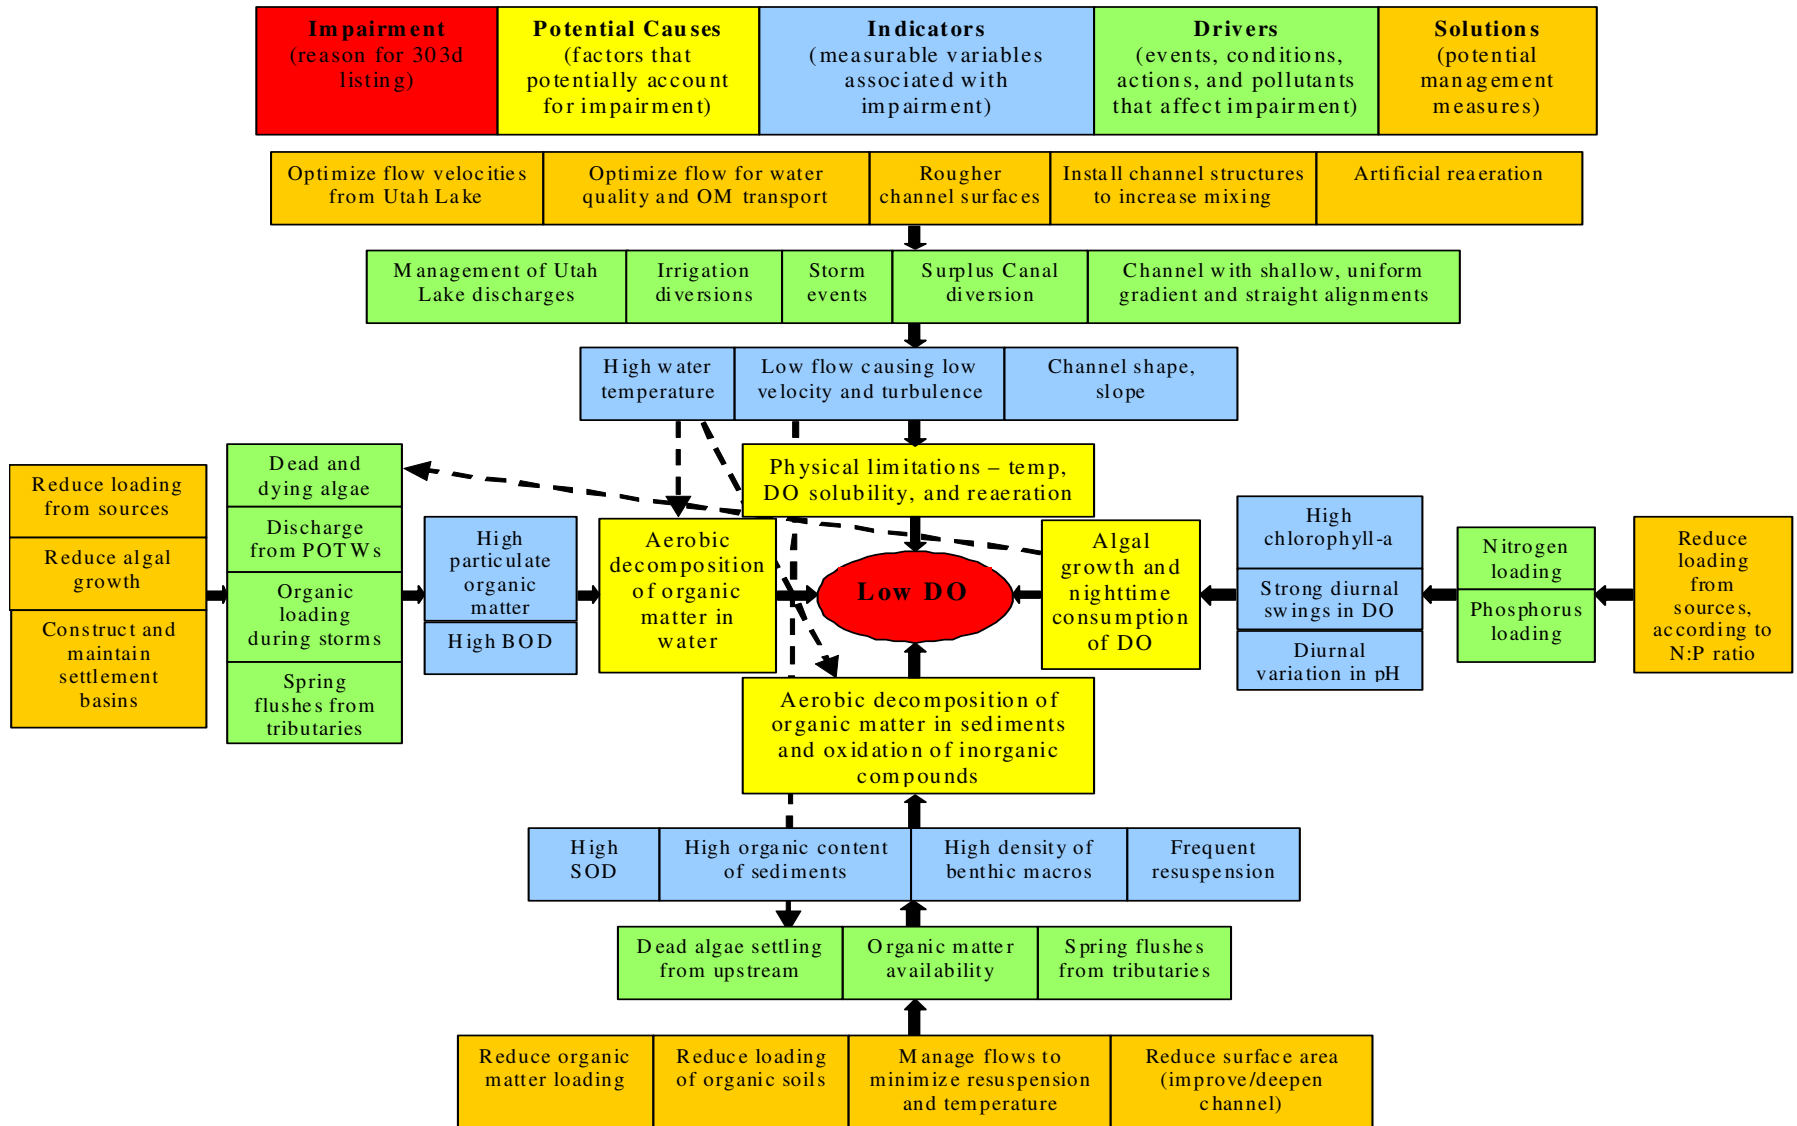 Impairment
(reason for 303d
listing)
Potential Causes
(factors that
potentially account
for impairment)
Indicators
(measurable variables
associated with
impairment)
Drivers
(events, conditions,
actions, and pollutants
that affect impairment)
Solutions
(potential
management
measures)
Optimize flow velocities
from Utah Lake
Optimize flow for water
quality and OM transport
Rougher
channel surfaces
Install channel structures
to increase mixing
Artificial reaeration
Management of Utah
Lake discharges
Irrigation
diversions
Storm
events
Surplus Canal
diversion
Channel with shallow, uniform
gradient and straight alignments
High water
temperature
Low flow causing low
velocity and turbulence
Channel shape,
slope
Physical limitations – temp,
DO solubility, and reaeration
Reduce loading
from sources
Reduce algal
growth
Construct and
maintain
settlement
basins
Dead and
dying algae
Discharge
from POTWs
Organic
loading
during storms
Spring
flushes from
tributaries
High
particulate
organic
matter
High BOD
Aerobic
decomposition
of organic
matter in
water
Low DO
Algal
growth and
nighttime
consumption
of DO
High
chlorophyll-a
Strong diurnal
swings in DO
Diurnal
variation in pH
Nitrogen
loading
Phosphorus
loading
Reduce
loading
from
sources,
according to
N:P ratio
Aerobic decomposition of
organic matter in sediments
and oxidation of inorganic
compounds
High
SOD
High organic content
of sediments
High density of
benthic macros
Frequent
resuspension
Dead algae settling
from upstream
Organic matter
availability
Spring flushes
from tributaries
Reduce organic
matter loading
Reduce loading
of organic soils
Manage flows to
minimize resuspension
and temperature
Reduce surface area
(improve/deepen
channel)